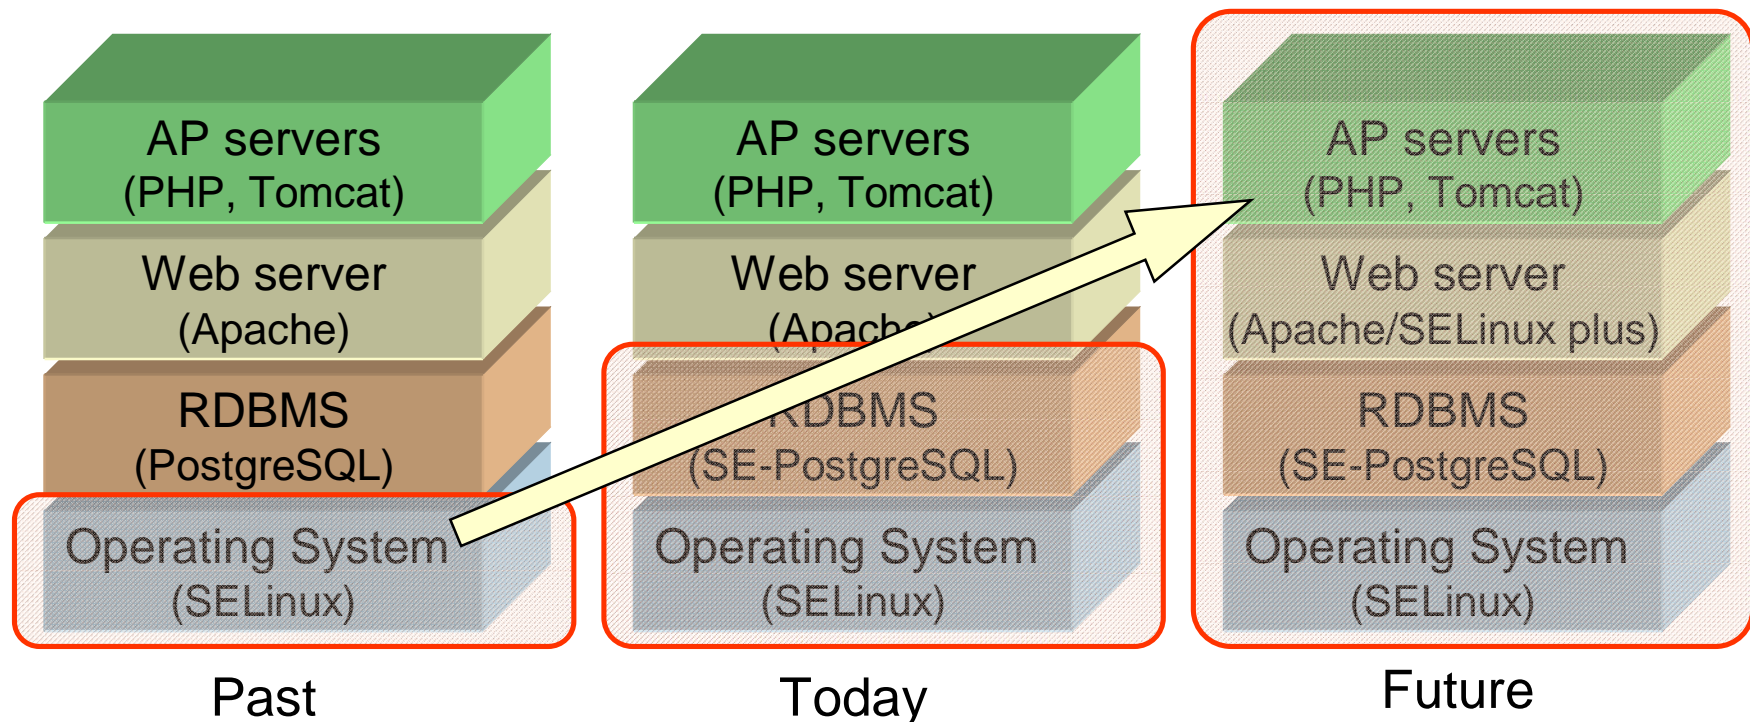 AP servers
(PHP, Tomcat)
Web server
(Apache)
RDBMS
(PostgreSQL)
Operating System
(SELinux)
Past
AP servers
(PHP, Tomcat)
Web server
(Apache)
RDBMS
(SE-PostgreSQL)
Operating System
(SELinux)
Today
AP servers
(PHP, Tomcat)
Web server
(Apache/SELinux plus)
RDBMS
(SE-PostgreSQL)
Operating System
(SELinux)
Future